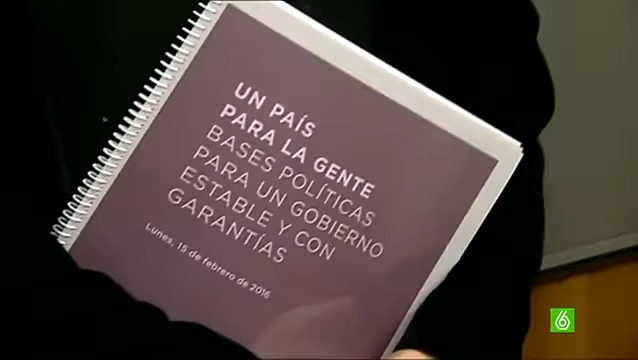 UN PAÍS
PARA LA GENTE
BASES POLÍTICAS
PARA UN GOBIERNO
ESTABLE Y CON
GARANTÍAS
Lunes, 15 de febrero de 2016
6